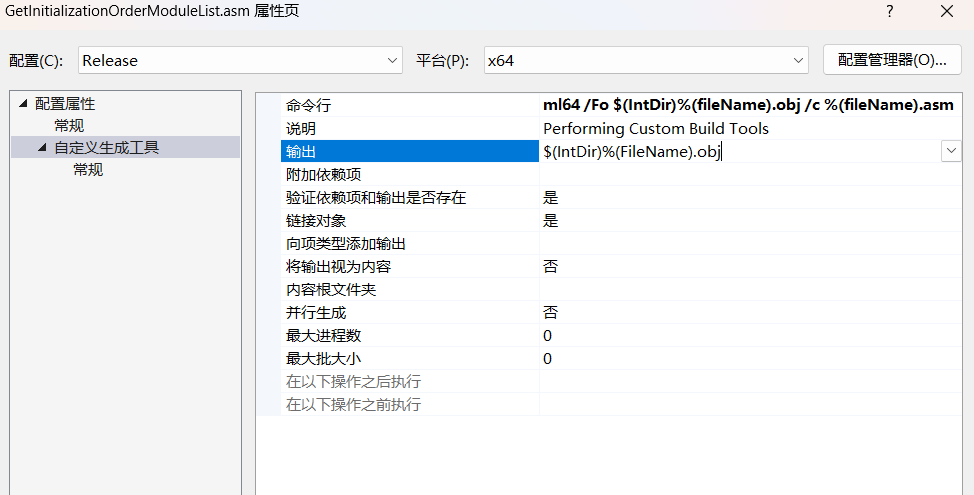 GetInitializationOrderModuleList.asm 属性页
?
配置(C): Release 平台(P): x64 配置管理器(O)...
配置属性
常规
自定义生成工具
常规
命令行 ml64 /Fo $(IntDir)%(fileName).obj /c %(fileName).asm
说明 Performing Custom Build Tools
输出 $(IntDir)%(FileName).obj
附加依赖项
验证依赖项和输出是否存在 是
链接对象 是
向项类型添加输出
将输出视为内容 否
内容根文件夹
并行生成 否
最大进程数 0
最大批大小 0
在以下操作之后执行
在以下操作之前执行